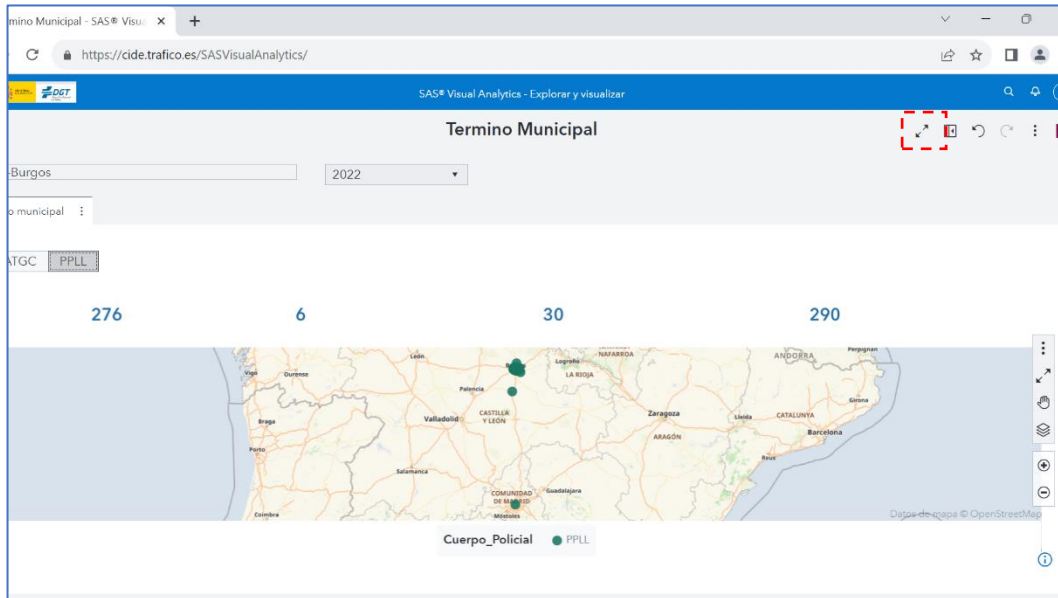 mino Municipal - SAS® Visua
https://cide.trafico.es/SASVisualAnalytics/
DGT
SAS® Visual Analytics - Explorar y visualizar
Termino Municipal
-Burgos
2022
o municipal
ATGC PPLL
276 6 30 290
León
Logroño
NAFARROA
ANDORRA
Perpignan
Vigo
Ourense
LA RIOJA
Palencia
Girona
Braga
Valladolid
CASTILLA
Y LEÓN
Zaragoza
Lleida
CATALUNYA
Porto
ARAGÓN
Barcelona
Reus
Salamanca
COMUNIDAD
DE MADRID
Guadalajara
Coimbra
Móstoles
Datos de mapa © OpenStreetMap
Cuerpo_Policial PPLL